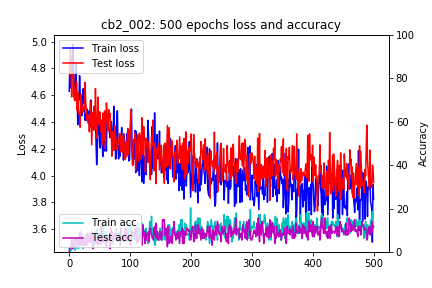 cb2_002: 500 epochs loss and accuracy
5.0
4.8
4.6
4.4
4.2
4.0
3.8
3.6
Loss
Train loss
Test loss
Train acc
Test acc
100
80
60
40
20
0
Accuracy
0 100 200 300 400 500